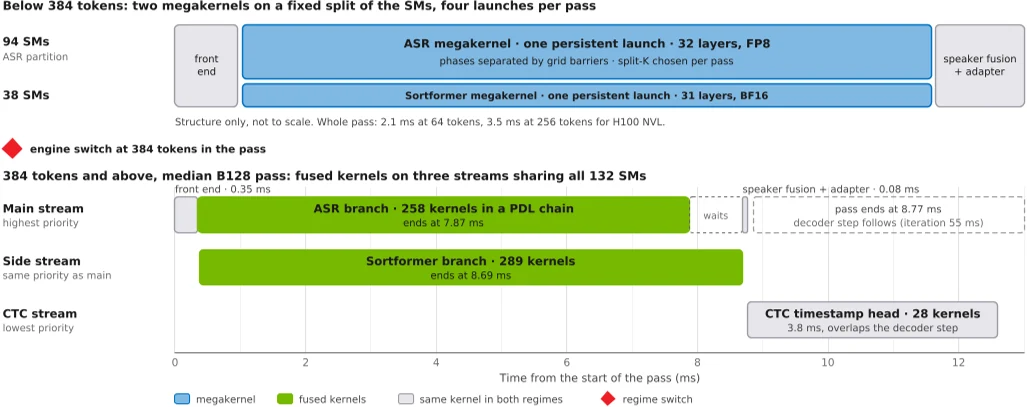 Below 384 tokens: two megakernels on a fixed split of the SMs, four launches per pass
94 SMs
ASR partition
front
end
ASR megakernel · one persistent launch · 32 layers, FP8
phases separated by grid barriers · split-K chosen per pass
speaker fusion
+ adapter
38 SMs
Sortformer megakernel · one persistent launch · 31 layers, BF16
Structure only, not to scale. Whole pass: 2.1 ms at 64 tokens, 3.5 ms at 256 tokens for H100 NVL.
engine switch at 384 tokens in the pass
384 tokens and above, median B128 pass: fused kernels on three streams sharing all 132 SMs
front end · 0.35 ms
speaker fusion + adapter · 0.08 ms
Main stream
highest priority
ASR branch · 258 kernels in a PDL chain
ends at 7.87 ms
waits
pass ends at 8.77 ms
decoder step follows (iteration 55 ms)
Side stream
same priority as main
Sortformer branch · 289 kernels
ends at 8.69 ms
CTC stream
lowest priority
CTC timestamp head · 28 kernels
3.8 ms, overlaps the decoder step
0 2 4 6 8 10 12
Time from the start of the pass (ms)
megakernel fused kernels same kernel in both regimes regime switch